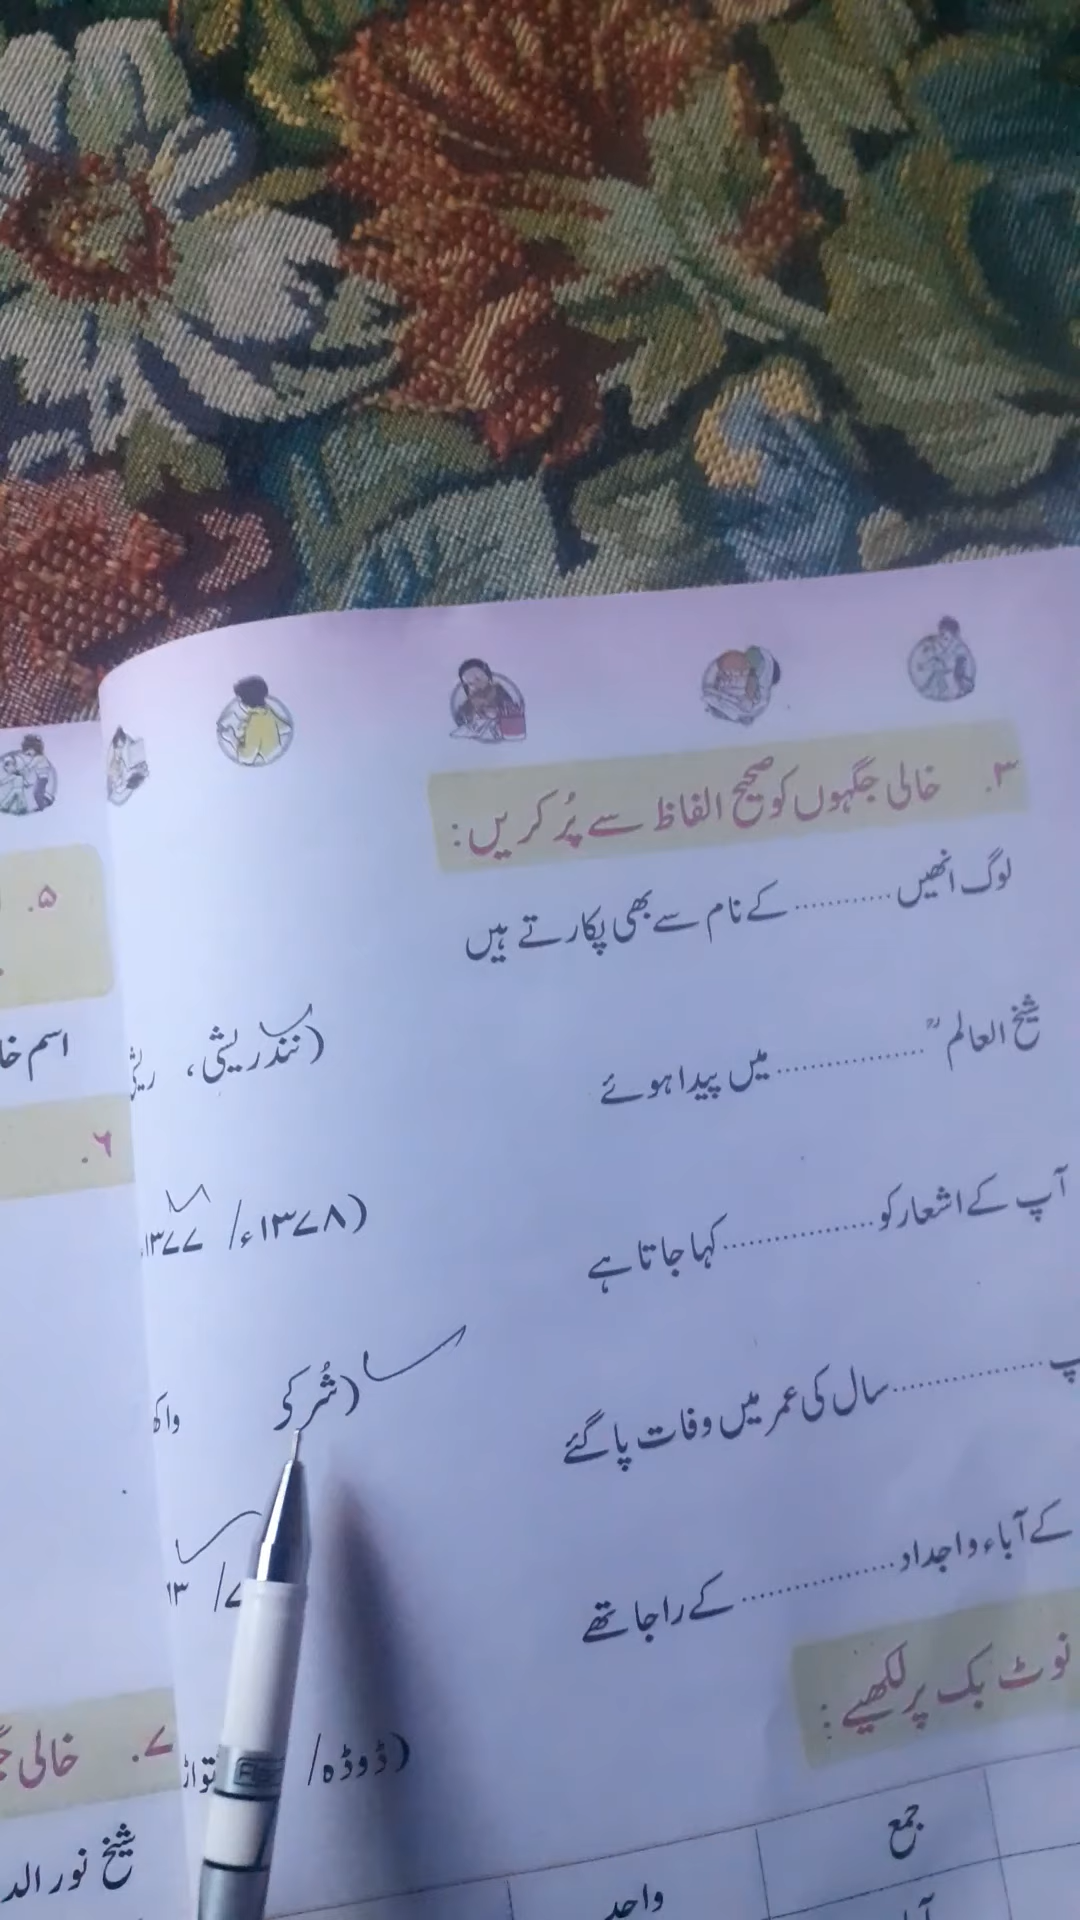 ۳. خالی جگہوں کو صحیح الفاظ سے پُر کریں:
لوگ انھیں ........... کے نام سے بھی پکارتے ہیں
(نندریشی ،
شیخ العالمؒ ................ میں پیدا ہوئے
(۱۳۷۸ء / ۱۳۷۷
آپ کے اشعار کو ................ کہا جاتا ہے
(شُرکی واکھ
................ سال کی عمر میں وفات پا گئے
/ ۱۳
کے آباء واجداد ................ کے راجا تھے
(ڈوڈہ/
نوٹ بک پر لکھیے:
جمع
واحد
۵.
اسم
۶.
۷. خالی
شیخ نور